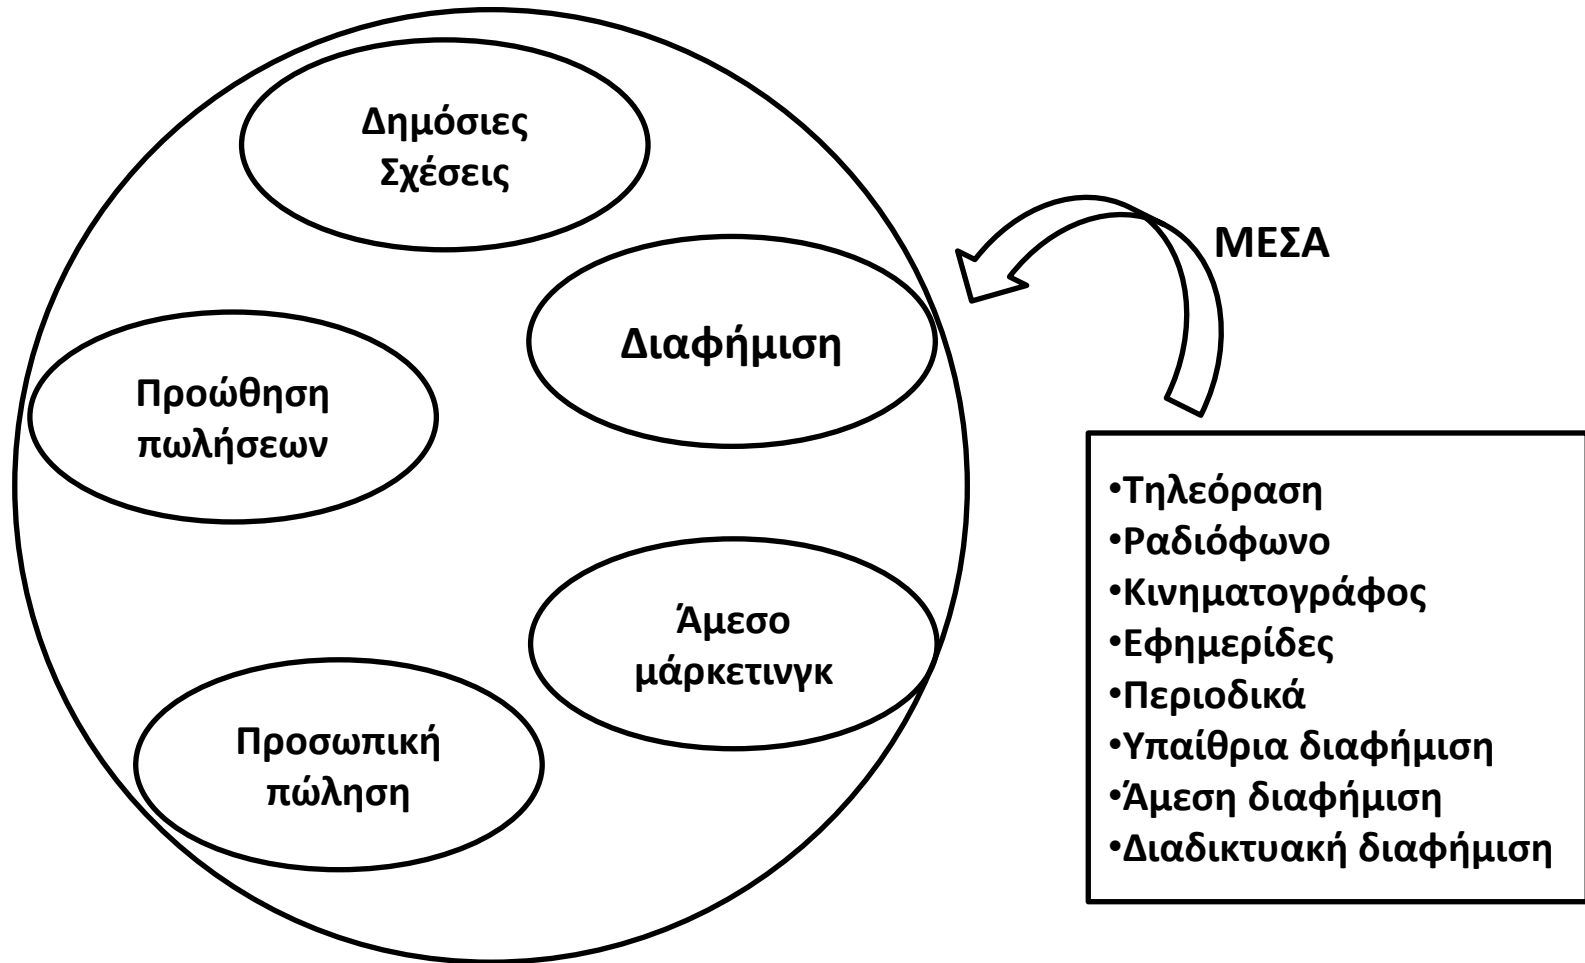 Δημόσιες
Σχέσεις
ΜΕΣΑ
Διαφήμιση
Προώθηση
πωλήσεων
Άμεσο
μάρκετινγκ
Προσωπική
πώληση
•Τηλεόραση
•Ραδιόφωνο
•Κινηματογράφος
•Εφημερίδες
•Περιοδικά
•Υπαίθρια διαφήμιση
•Άμεση διαφήμιση
•Διαδικτυακή διαφήμιση